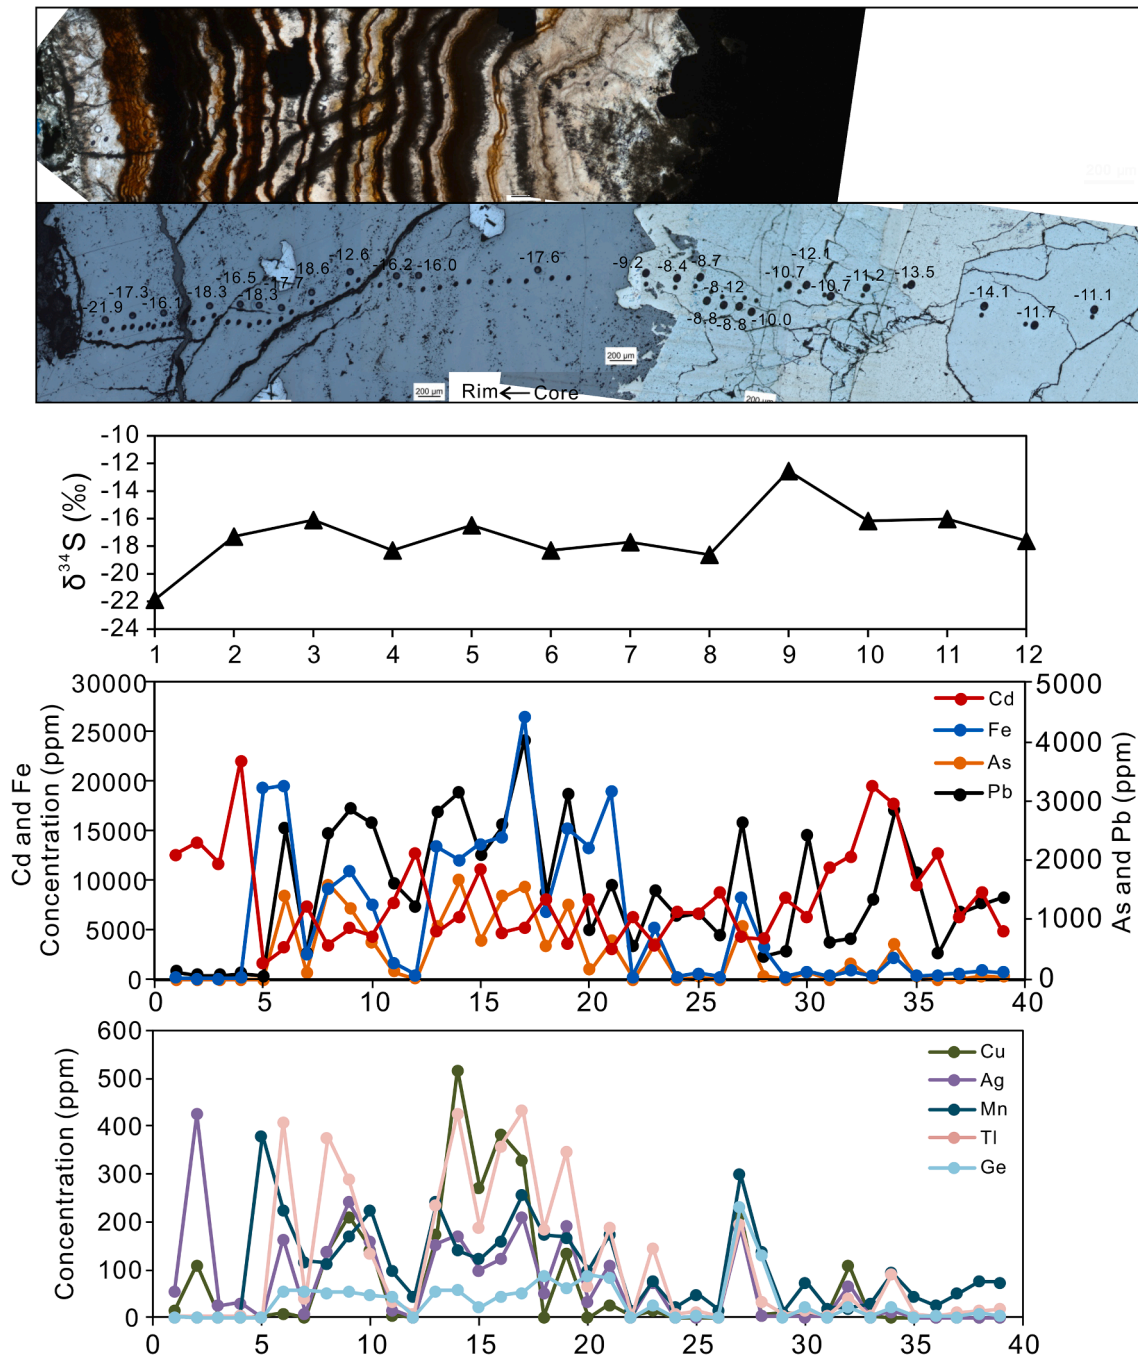 200 µm
-21.9
-17.3
-16.1
-18.3
-16.5
-18.3
-17.7
-18.6
-12.6
-16.2
-16.0
-17.6
-9.2
-8.4
-8.7
-8.8
-8.12
-8.8
-10.0
-10.7
-12.1
-10.7
-11.2
-13.5
-14.1
-11.7
-11.1
200 µm
200 µm
200 µm
200 µm
Rim ← Core
δ³⁴S (‰)
-10
-12
-14
-16
-18
-20
-22
-24
1 2 3 4 5 6 7 8 9 10 11 12
Cd and Fe
Concentration (ppm)
30000
25000
20000
15000
10000
5000
0
0 5 10 15 20 25 30 35 40
Cd
Fe
As
Pb
5000
4000
3000
2000
1000
0
As and Pb (ppm)
Concentration (ppm)
600
500
400
300
200
100
0
0 5 10 15 20 25 30 35 40
Cu
Ag
Mn
Tl
Ge